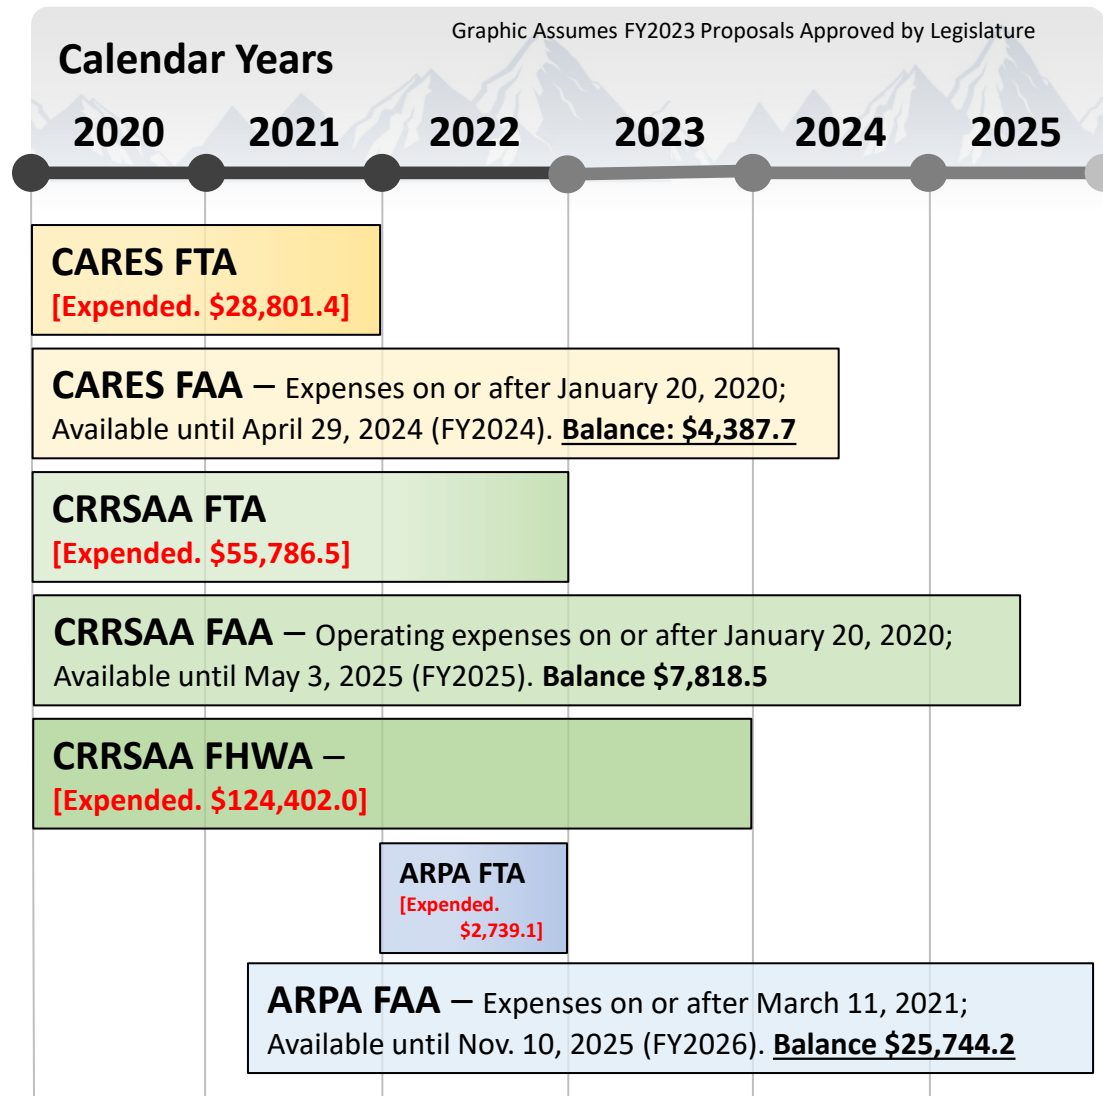 Graphic Assumes FY2023 Proposals Approved by Legislature
Calendar Years
2020 2021 2022 2023 2024 2025
CARES FTA
[Expended. $28,801.4]
CARES FAA – Expenses on or after January 20, 2020;
Available until April 29, 2024 (FY2024). Balance: $4,387.7
CRRSAA FTA
[Expended. $55,786.5]
CRRSAA FAA – Operating expenses on or after January 20, 2020;
Available until May 3, 2025 (FY2025). Balance $7,818.5
CRRSAA FHWA –
[Expended. $124,402.0]
ARPA FTA
[Expended.
$2,739.1]
ARPA FAA – Expenses on or after March 11, 2021;
Available until Nov. 10, 2025 (FY2026). Balance $25,744.2